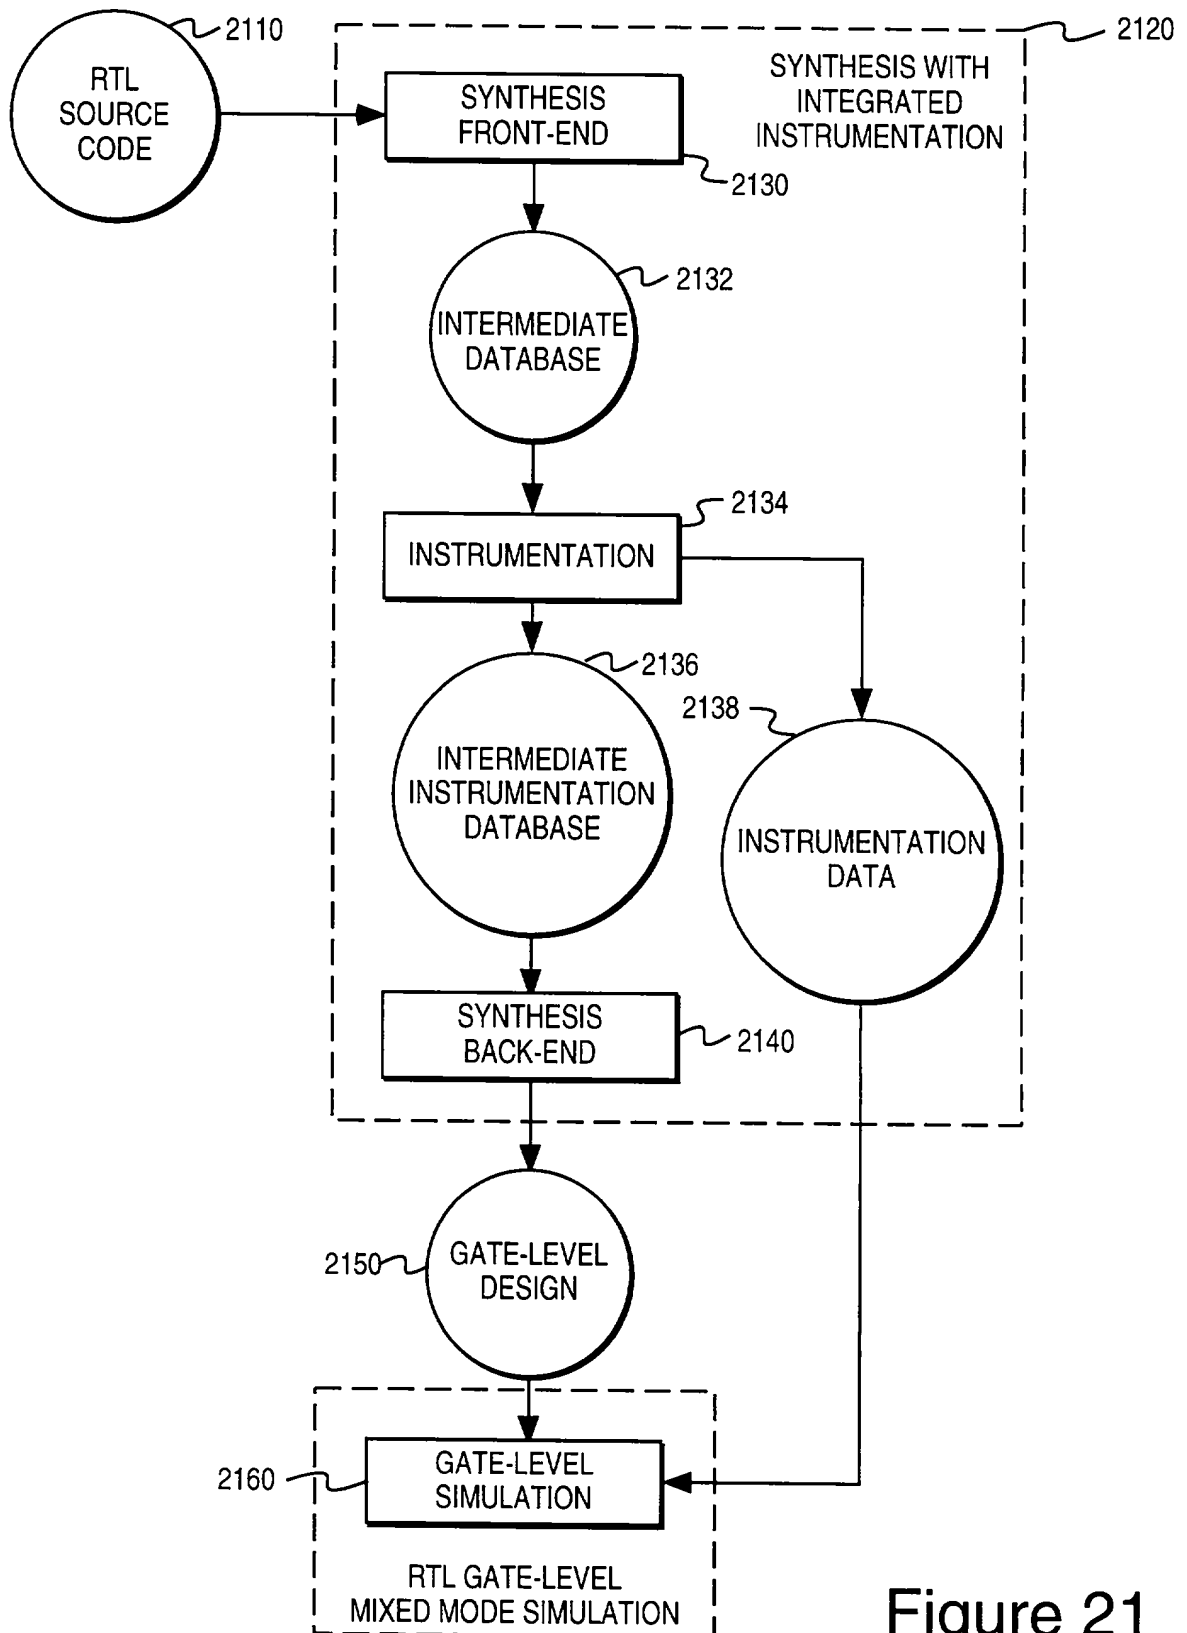 2110
RTL
SOURCE
CODE
2120
SYNTHESIS WITH
INTEGRATED
INSTRUMENTATION
SYNTHESIS
FRONT-END
2130
2132
INTERMEDIATE
DATABASE
2134
INSTRUMENTATION
2136
INTERMEDIATE
INSTRUMENTATION
DATABASE
2138
INSTRUMENTATION
DATA
SYNTHESIS
BACK-END
2140
2150
GATE-LEVEL
DESIGN
2160
GATE-LEVEL
SIMULATION
RTL GATE-LEVEL
MIXED MODE SIMULATION
Figure 21